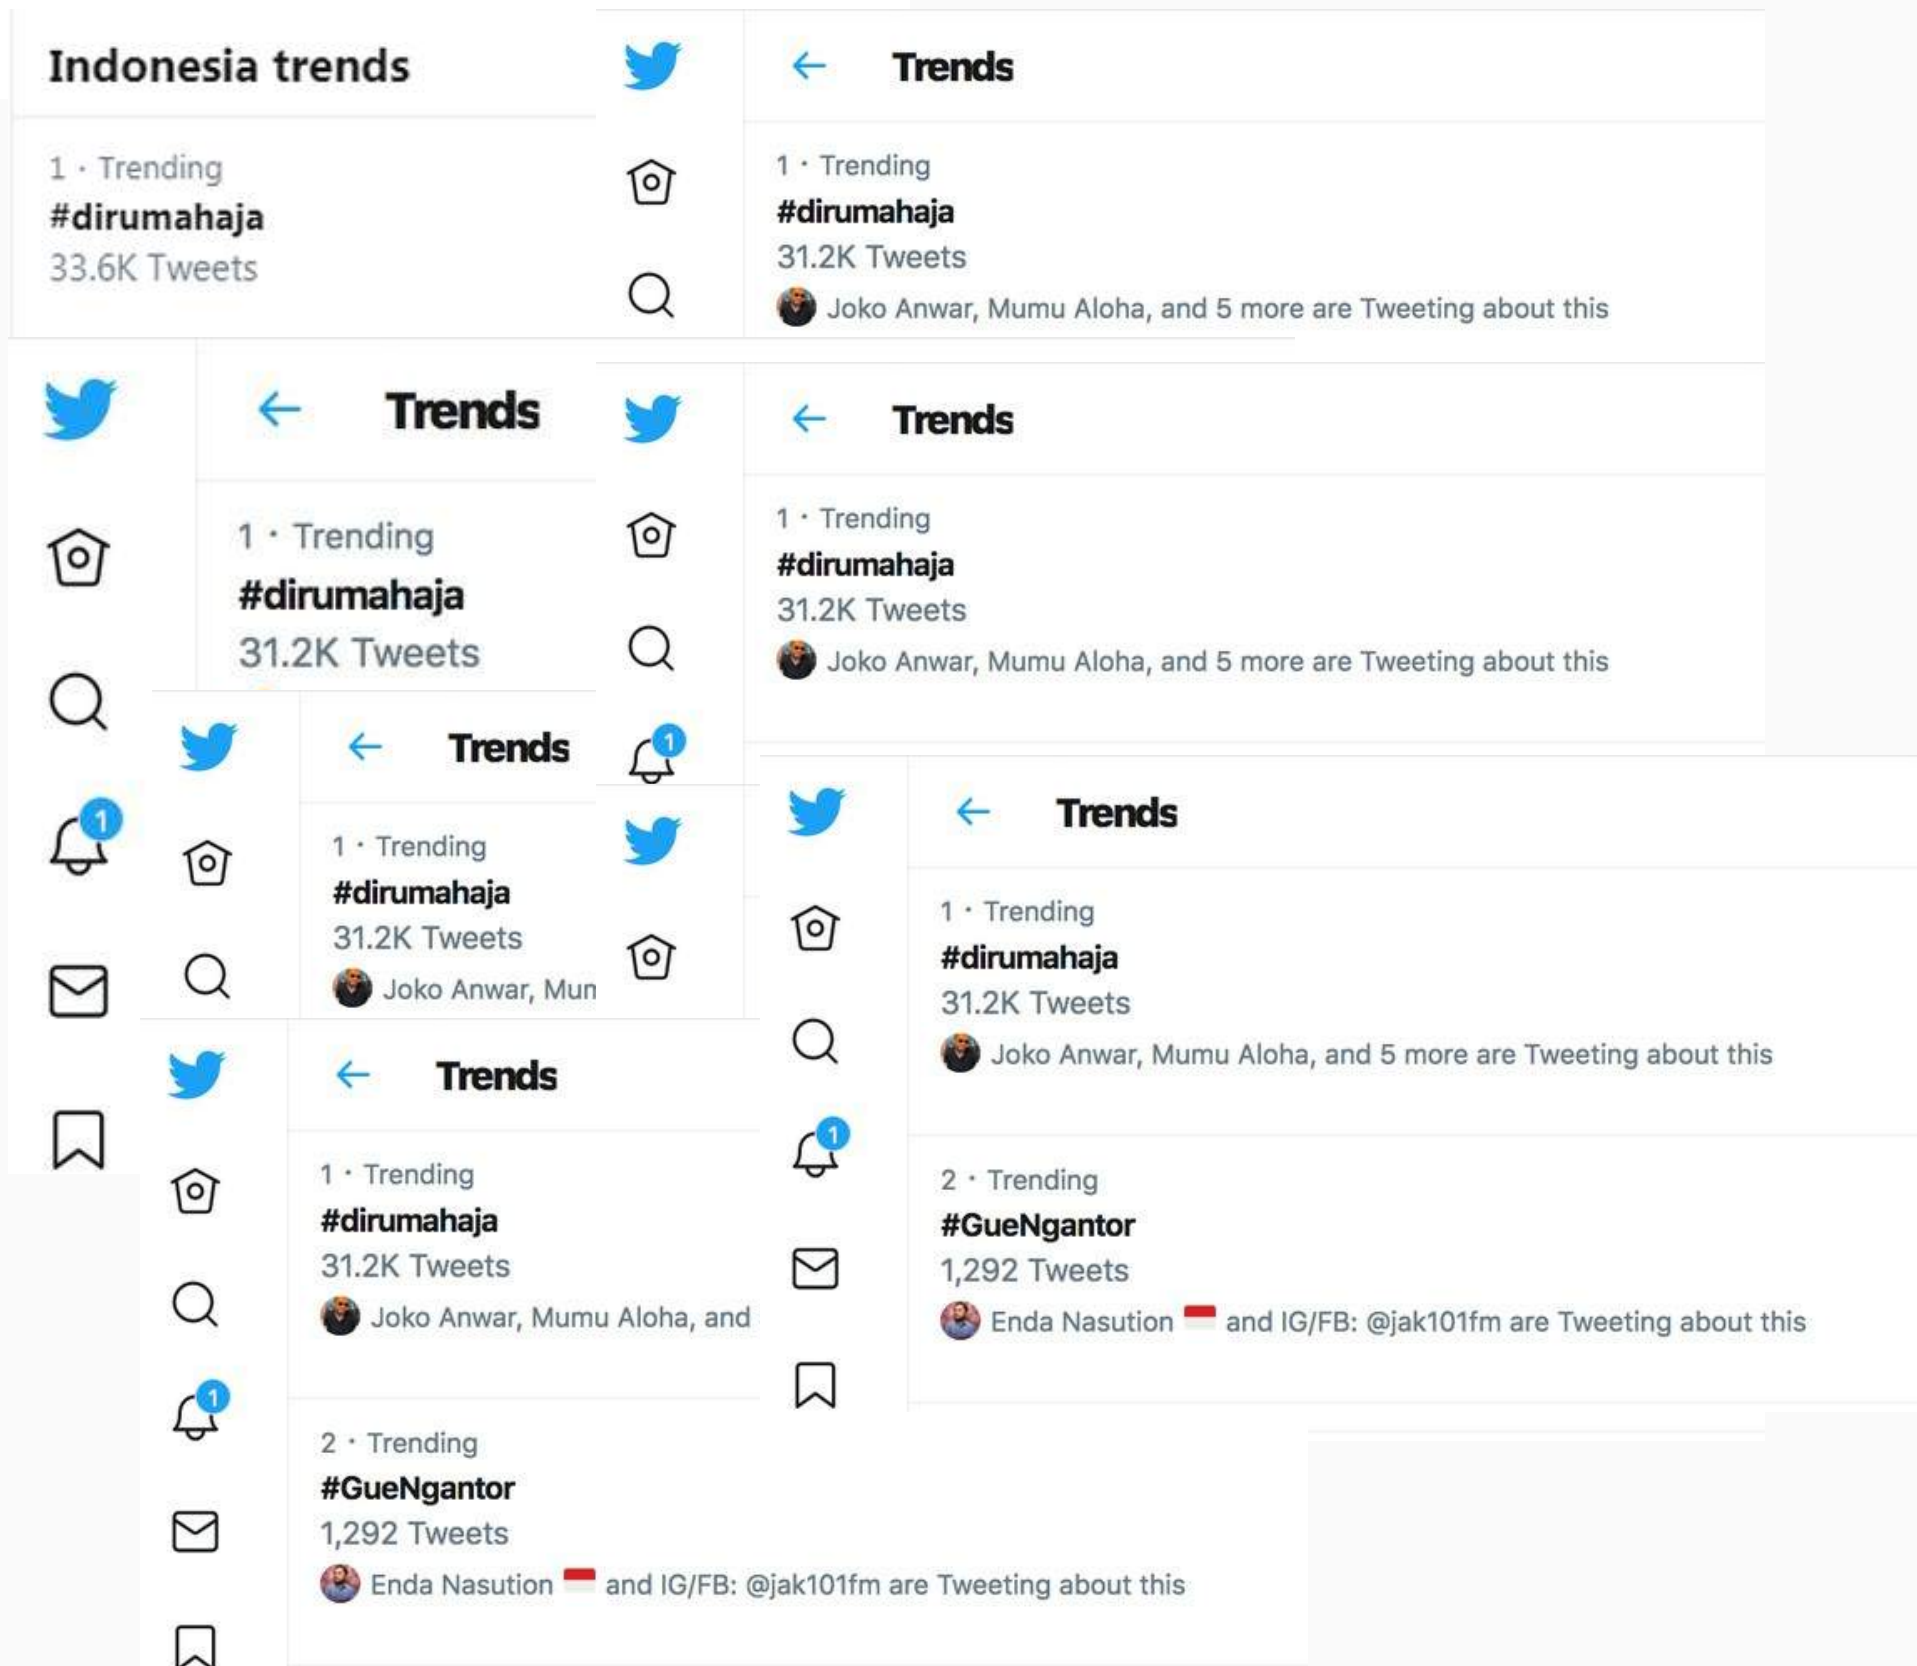 Indonesia trends
1 · Trending
#dirumahaja
33.6K Tweets
Trends
1 · Trending
#dirumahaja
31.2K Tweets
Joko Anwar, Mumu Aloha, and 5 more are Tweeting about this
Trends
1 · Trending
#dirumahaja
31.2K Tweets
1
Trends
1 · Trending
#dirumahaja
31.2K Tweets
Joko Anwar, Mumu Aloha, and 5 more are Tweeting about this
1
Trends
1 · Trending
#dirumahaja
31.2K Tweets
Joko Anwar, Mum
Trends
1 · Trending
#dirumahaja
31.2K Tweets
Joko Anwar, Mumu Aloha, and 5 more are Tweeting about this
1
2 · Trending
#GueNgantor
1,292 Tweets
Enda Nasution and IG/FB: @jak101fm are Tweeting about this
Trends
1 · Trending
#dirumahaja
31.2K Tweets
Joko Anwar, Mumu Aloha, and
1
2 · Trending
#GueNgantor
1,292 Tweets
Enda Nasution and IG/FB: @jak101fm are Tweeting about this